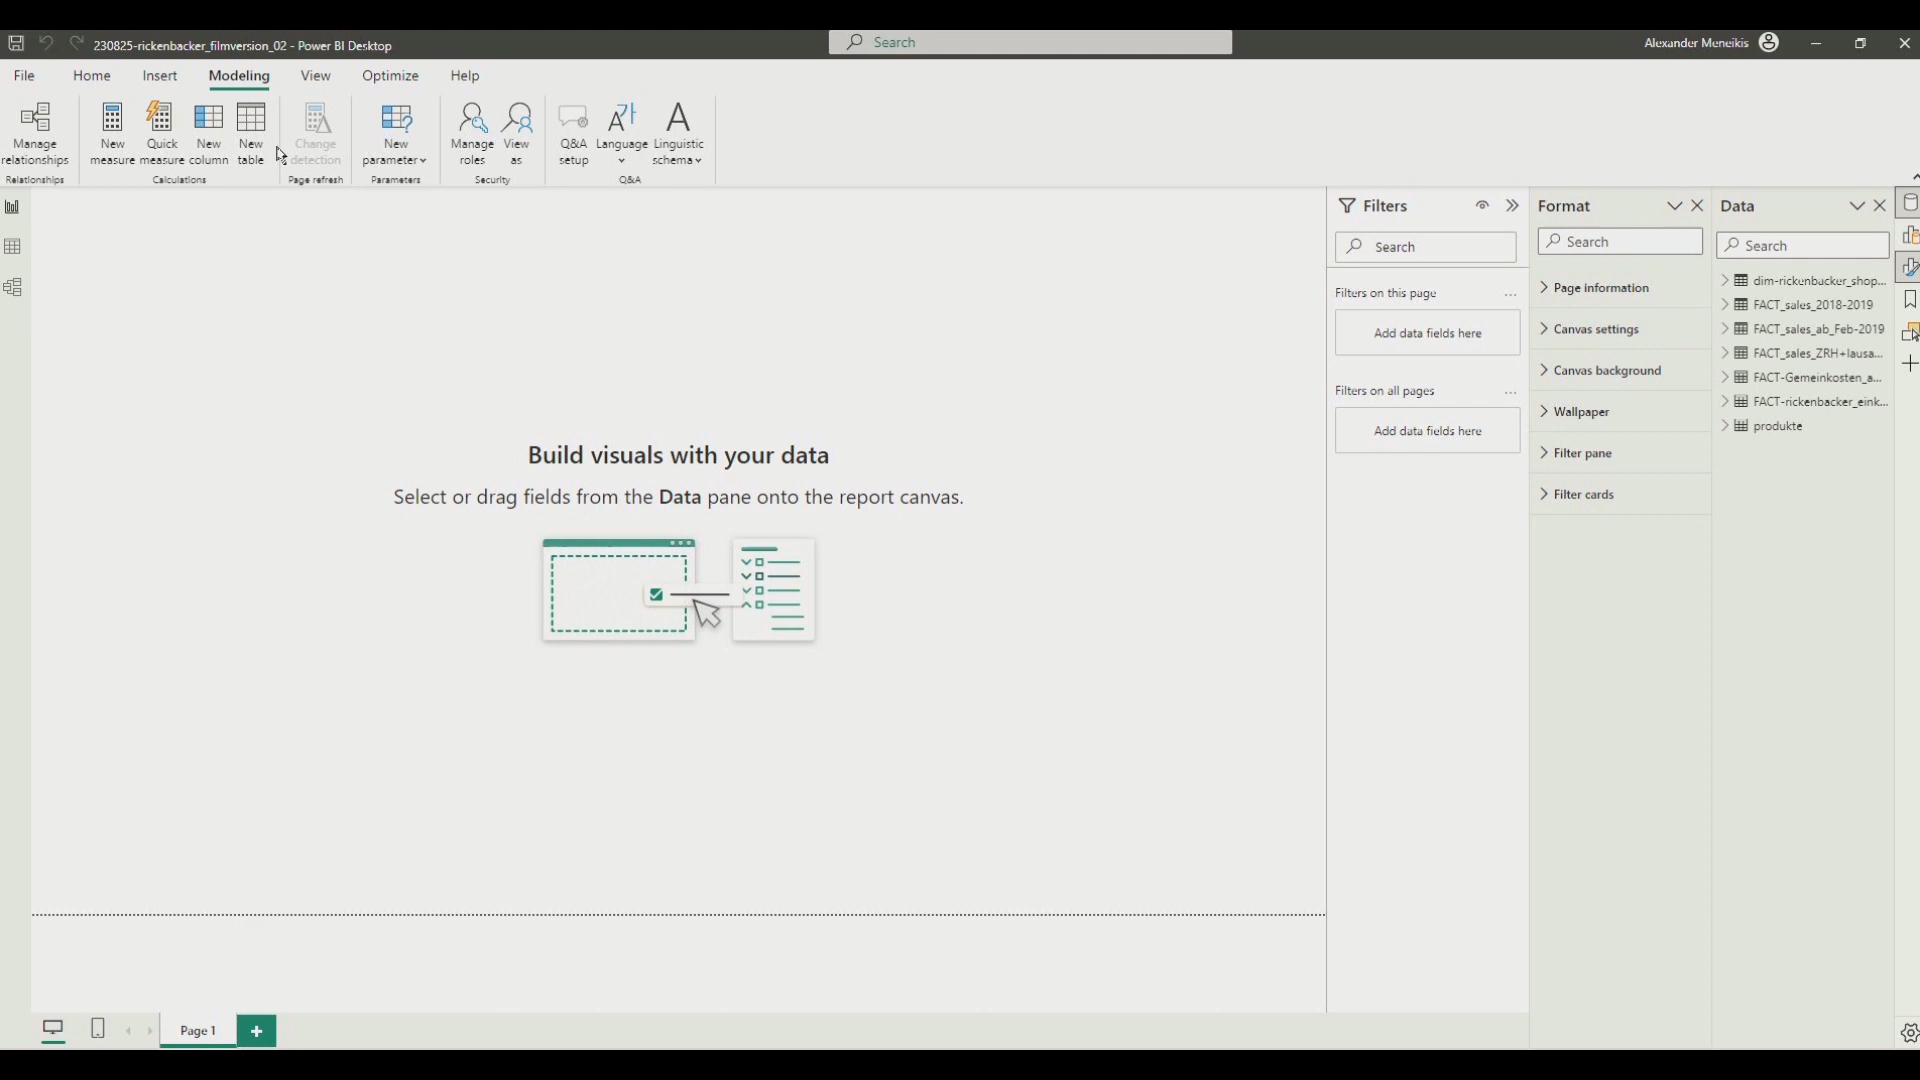 230825-rickenbacker_filmversion_02 - Power BI Desktop
Search
Alexander Meneikis
File
Home
Insert
Modeling
View
Optimize
Help
Manage
relationships
New
measure
Quick
measure
New
column
New
table
Change
detection
New
parameter
Manage
roles
View
as
Q&A
setup
Language
Linguistic
schema
Relationships
Calculations
Page refresh
Parameters
Security
Q&A
Build visuals with your data
Select or drag fields from the Data pane onto the report canvas.
Filters
Search
Filters on this page
...
Add data fields here
Filters on all pages
...
Add data fields here
Format
Search
Page information
Canvas settings
Canvas background
Wallpaper
Filter pane
Filter cards
Data
Search
dim-rickenbacker_shop...
FACT_sales_2018-2019
FACT_sales_ab_Feb-2019
FACT_sales_ZRH+lausa...
FACT-Gemeinkosten_a...
FACT-rickenbacker_eink...
produkte
Page 1